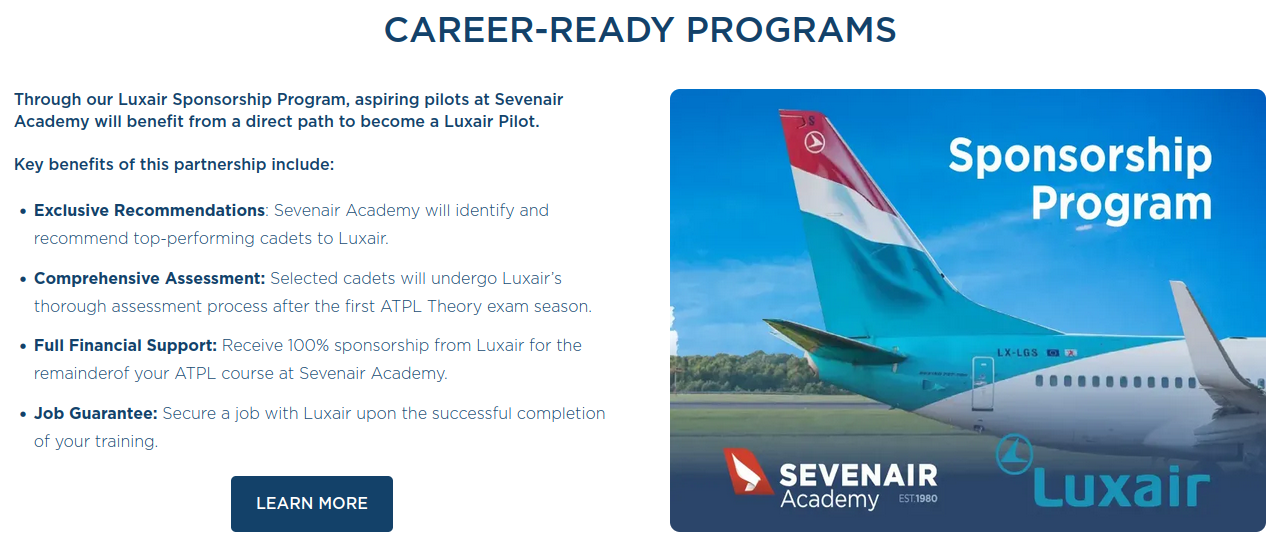 CAREER-READY PROGRAMS
Through our Luxair Sponsorship Program, aspiring pilots at Sevenair
Academy will benefit from a direct path to become a Luxair Pilot.
Key benefits of this partnership include:
• Exclusive Recommendations: Sevenair Academy will identify and
recommend top-performing cadets to Luxair.
• Comprehensive Assessment: Selected cadets will undergo Luxair’s
thorough assessment process after the first ATPL Theory exam season.
• Full Financial Support: Receive 100% sponsorship from Luxair for the
remainderof your ATPL course at Sevenair Academy.
• Job Guarantee: Secure a job with Luxair upon the successful completion
of your training.
LEARN MORE
Sponsorship
Program
LX-LGS
SEVENAIR
Academy EST.1980
Luxair